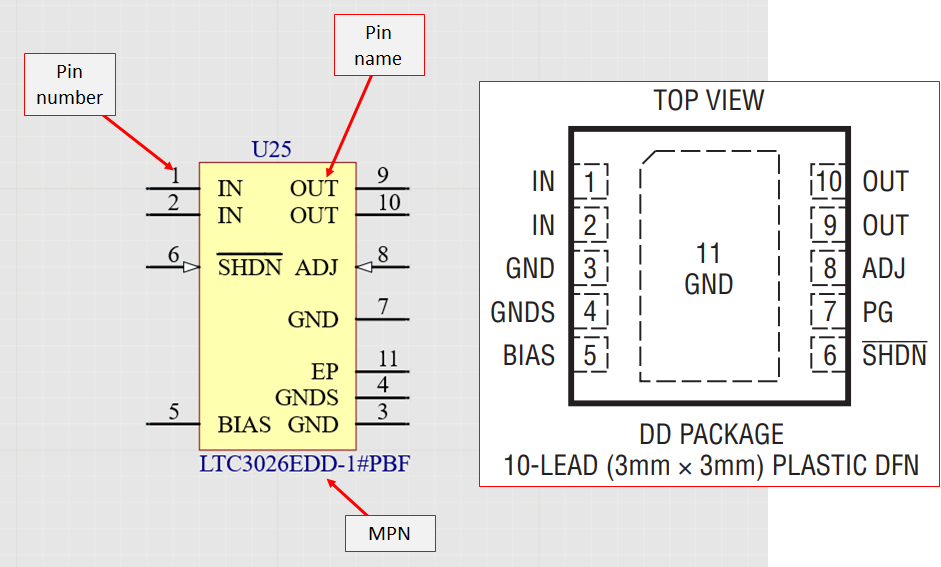 Pin
name
Pin
number
U25
1 IN OUT 9
2 IN OUT 10
6 SHDN ADJ 8
GND 7
EP 11
GNDS 4
5 BIAS GND 3
LTC3026EDD-1#PBF
MPN
TOP VIEW
IN 1 10 OUT
IN 2 9 OUT
GND 3 8 ADJ
11
GND
GNDS 4 7 PG
BIAS 5 6 SHDN
DD PACKAGE
10-LEAD (3mm × 3mm) PLASTIC DFN